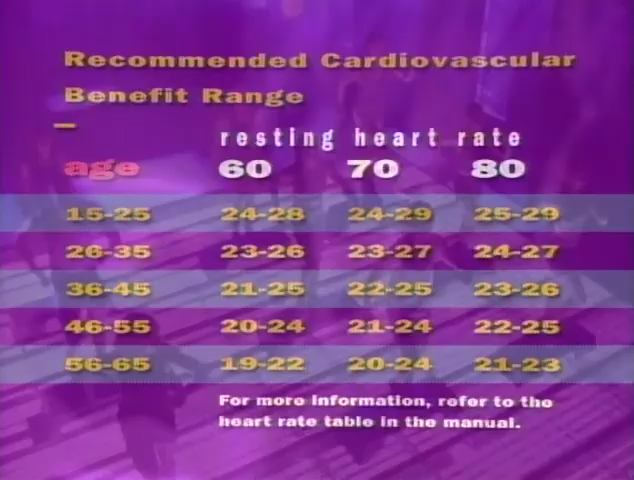 Recommended Cardiovascular
Benefit Range
resting heart rate
age 60 70 80
15-25 24-28 24-29 25-29
26-35 23-26 23-27 24-27
36-45 21-25 22-25 23-26
46-55 20-24 21-24 22-25
56-65 19-22 20-24 21-23
For more information, refer to the
heart rate table in the manual.